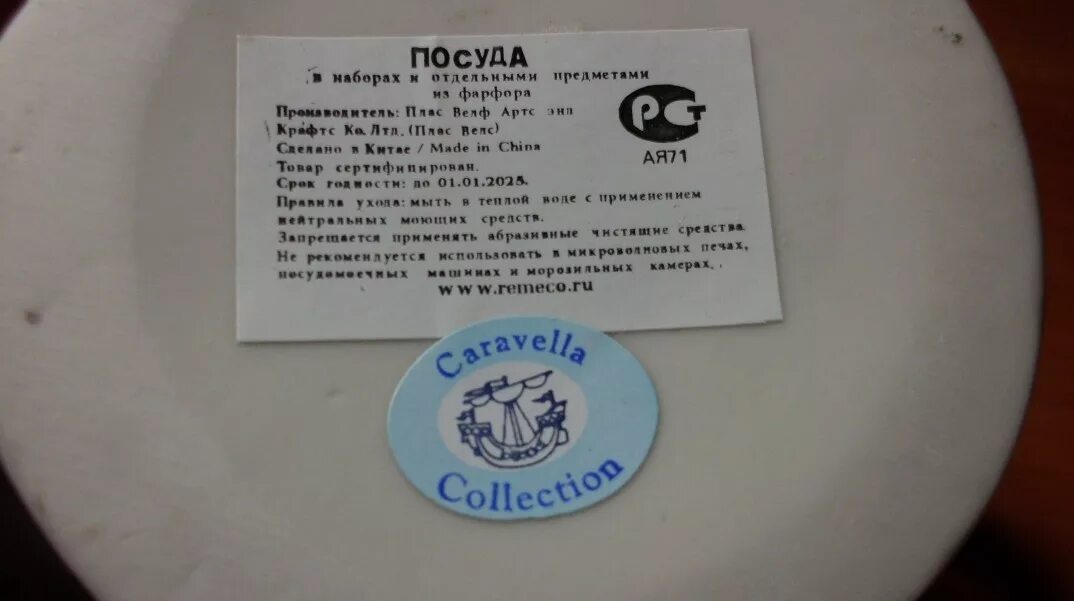 ПОСУДА
в наборах и отдельными предметами
из фарфора
Производитель: Плас Велф Артс энд
Крафтс Ко. Лтд. (Плас Велс)
Сделано в Китае / Made in China
Товар сертифицирован.
Срок годности: до 01.01.2025.
Правила ухода: мыть в теплой воде с применением
нейтральных моющих средств.
Запрещается применять абразивные чистящие средства
Не рекомендуется использовать в микроволновых печах,
посудомоечных машинах и морозильных камерах.
www.remeco.ru
РСТ
АЯ71
Caravella
Collection